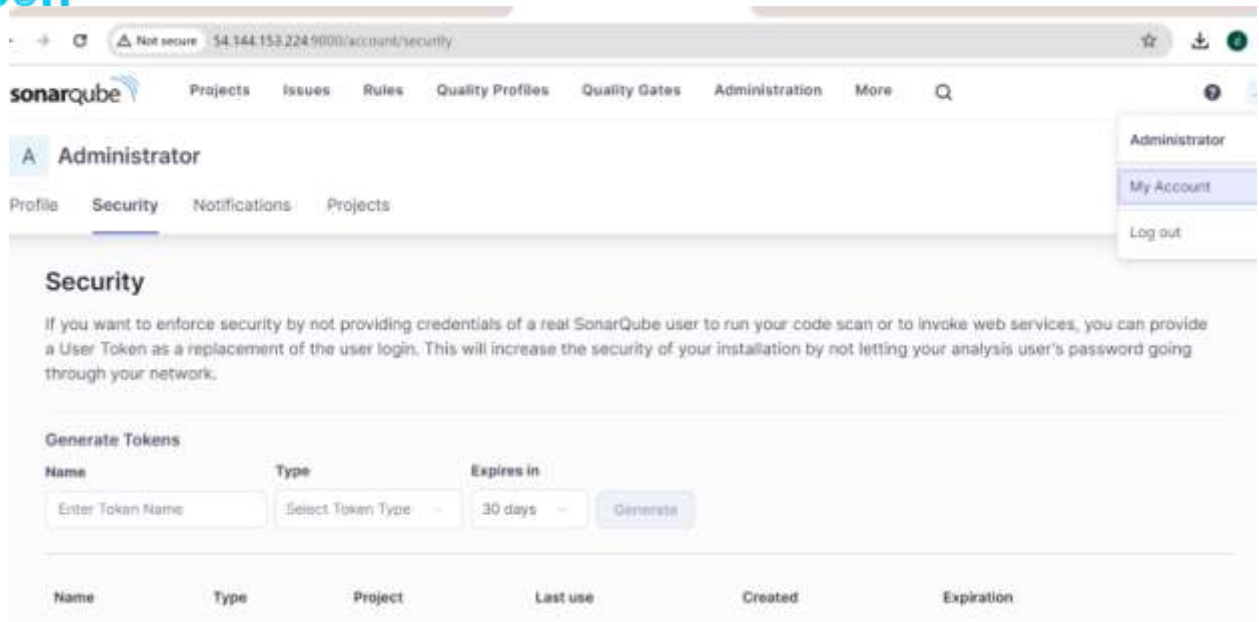 Not secure 54.144.153.224:9000/account/security
sonarqube Projects Issues Rules Quality Profiles Quality Gates Administration More
A Administrator
Administrator
My Account
Log out
Profile Security Notifications Projects
Security
If you want to enforce security by not providing credentials of a real SonarQube user to run your code scan or to invoke web services, you can provide
a User Token as a replacement of the user login. This will increase the security of your installation by not letting your analysis user's password going
through your network.
Generate Tokens
Name Type Expires in
Enter Token Name Select Token Type 30 days Generate
Name Type Project Last use Created Expiration